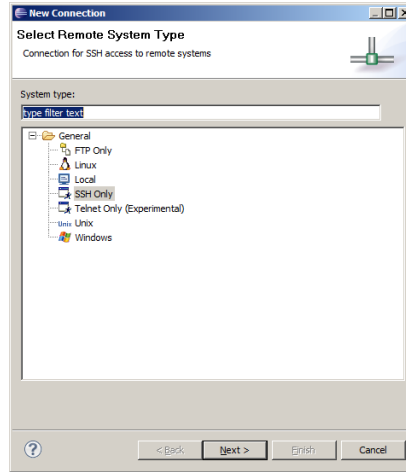 New Connection
Select Remote System Type
Connection for SSH access to remote systems
System type:
type filter text
General
FTP Only
Linux
Local
SSH Only
Telnet Only (Experimental)
Unix Unix
Windows
< Back Next > Finish Cancel